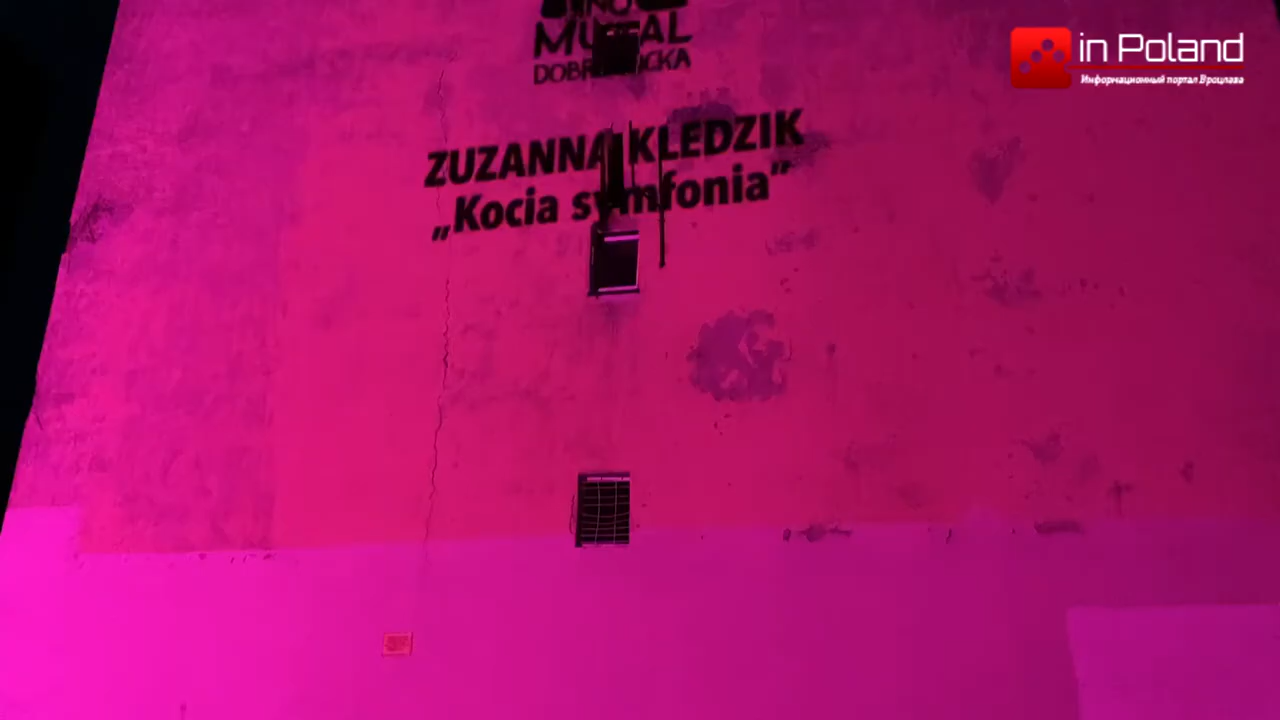 MURAL
ZUZANNA KLEDZIK
„Kocia symfonia”
in Poland
Информационный портал Вроцлава